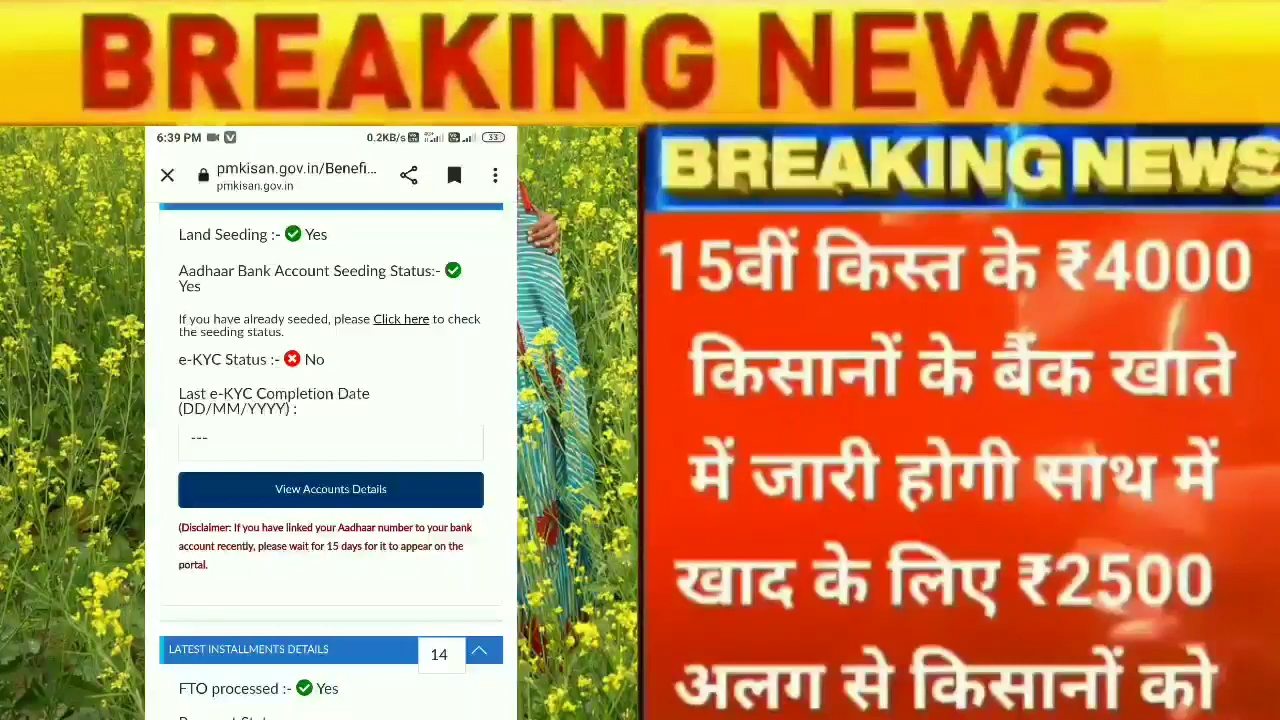 BREAKING NEWS
6:39 PM
0.2KB/s
33
pmkisan.gov.in/Benefi...
pmkisan.gov.in
Land Seeding :- Yes
Aadhaar Bank Account Seeding Status:-
Yes
If you have already seeded, please Click here to check
the seeding status.
e-KYC Status :- No
Last e-KYC Completion Date
(DD/MM/YYYY) :
---
View Accounts Details
(Disclaimer: If you have linked your Aadhaar number to your bank
account recently, please wait for 15 days for it to appear on the
portal.
LATEST INSTALLMENTS DETAILS
14
FTO processed :- Yes
BREAKING NEWS
15वीं किस्त के ₹4000
किसानों के बैंक खाते
में जारी होगी साथ में
खाद के लिए ₹2500
अलग से किसानों को